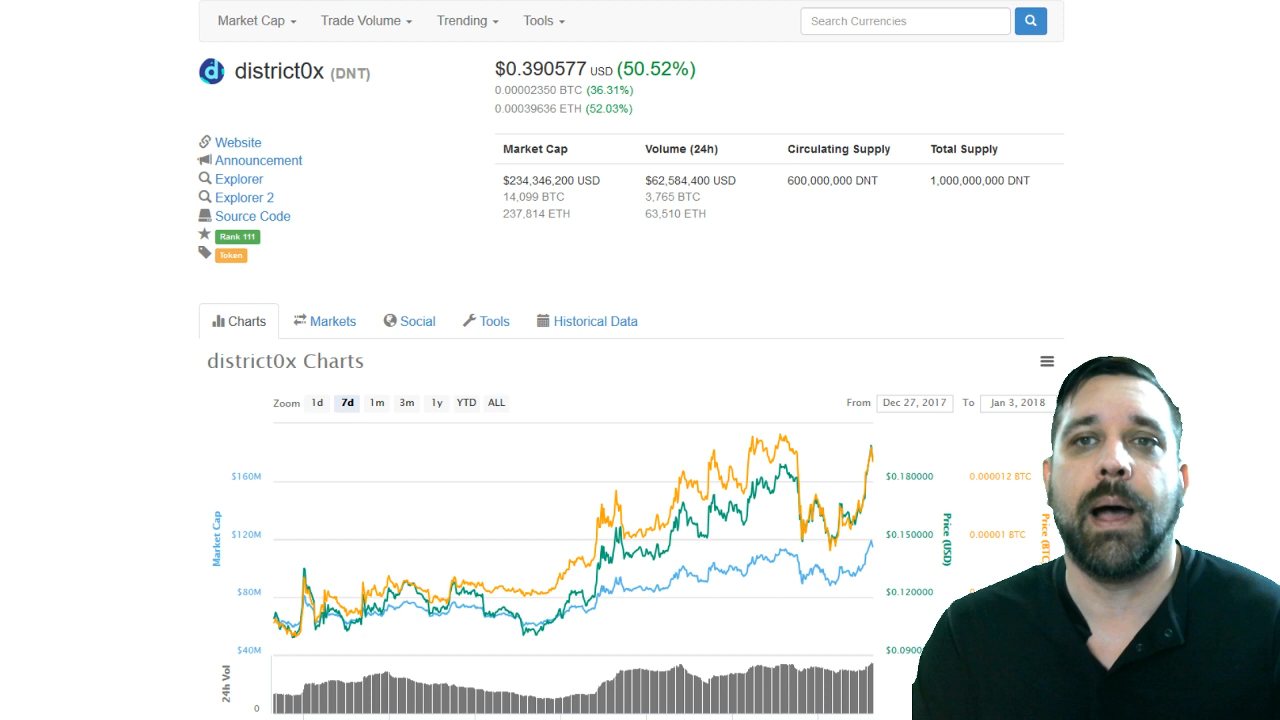 Market Cap Trade Volume Trending Tools Search Currencies
district0x (DNT)
$0.390577 USD (50.52%)
0.00002350 BTC (36.31%)
0.00039636 ETH (52.03%)
Website
Announcement
Explorer
Explorer 2
Source Code
Rank 111
Token
Market Cap Volume (24h) Circulating Supply Total Supply
$234,346,200 USD $62,584,400 USD 600,000,000 DNT 1,000,000,000 DNT
14,099 BTC 3,765 BTC
237,814 ETH 63,510 ETH
Charts Markets Social Tools Historical Data
district0x Charts
Zoom 1d 7d 1m 3m 1y YTD ALL From Dec 27, 2017 To Jan 3, 2018
$160M $0.180000 0.000012 BTC
$120M $0.150000 0.00001 BTC
$80M $0.120000
$40M $0.0900
Market Cap
Price (USD)
Price (BTC
24h Vol
0